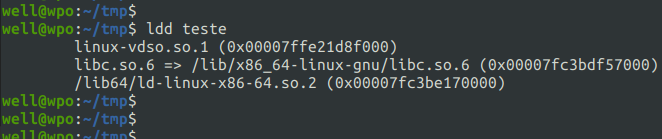 well@wpo:~/tmp$
well@wpo:~/tmp$ ldd teste
linux-vdso.so.1 (0x00007ffe21d8f000)
libc.so.6 => /lib/x86_64-linux-gnu/libc.so.6 (0x00007fc3bdf57000)
/lib64/ld-linux-x86-64.so.2 (0x00007fc3be170000)
well@wpo:~/tmp$
well@wpo:~/tmp$
well@wpo:~/tmp$